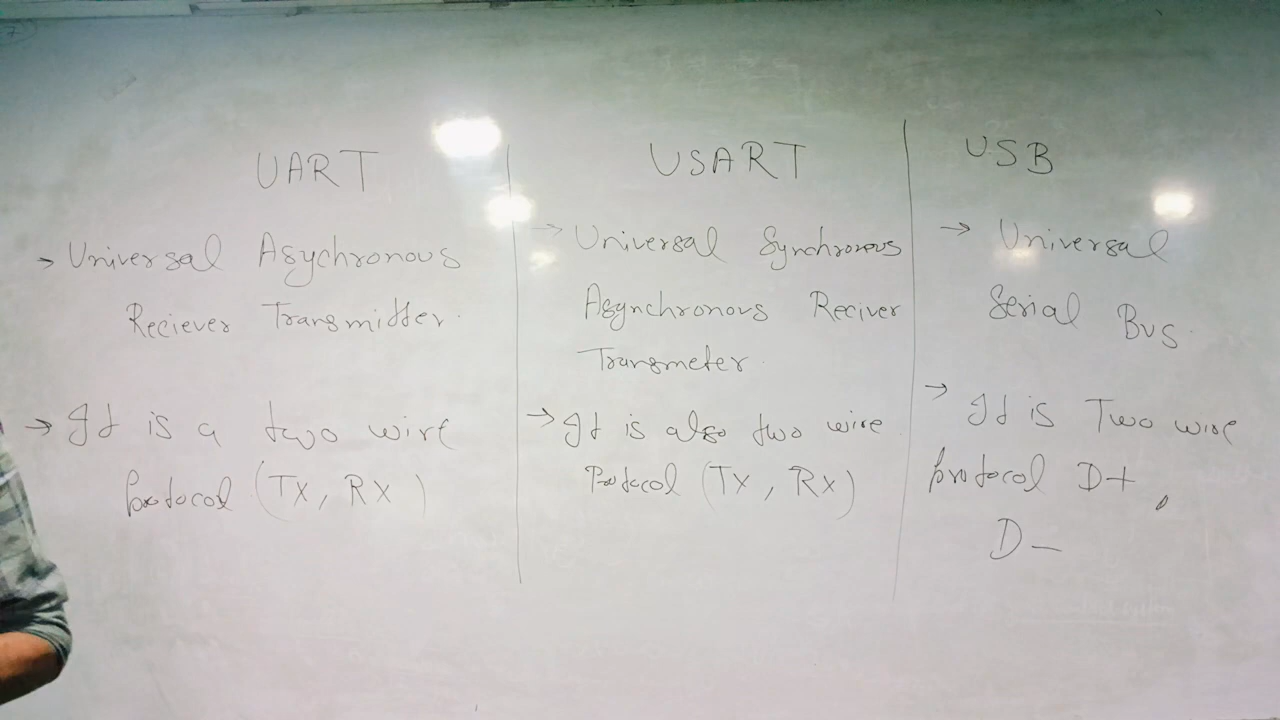 UART
→ Universal Asychronous
Reciever Transmitter.
→ It is a two wire
Protocol (TX, RX)
USART
→ Universal Synchronous
Asynchronous Reciver
Transmeter.
→ It is also two wire
Protocol (TX, RX)
USB
→ Universal
Serial Bus.
→ It is Two wire
protocol D+,
D-